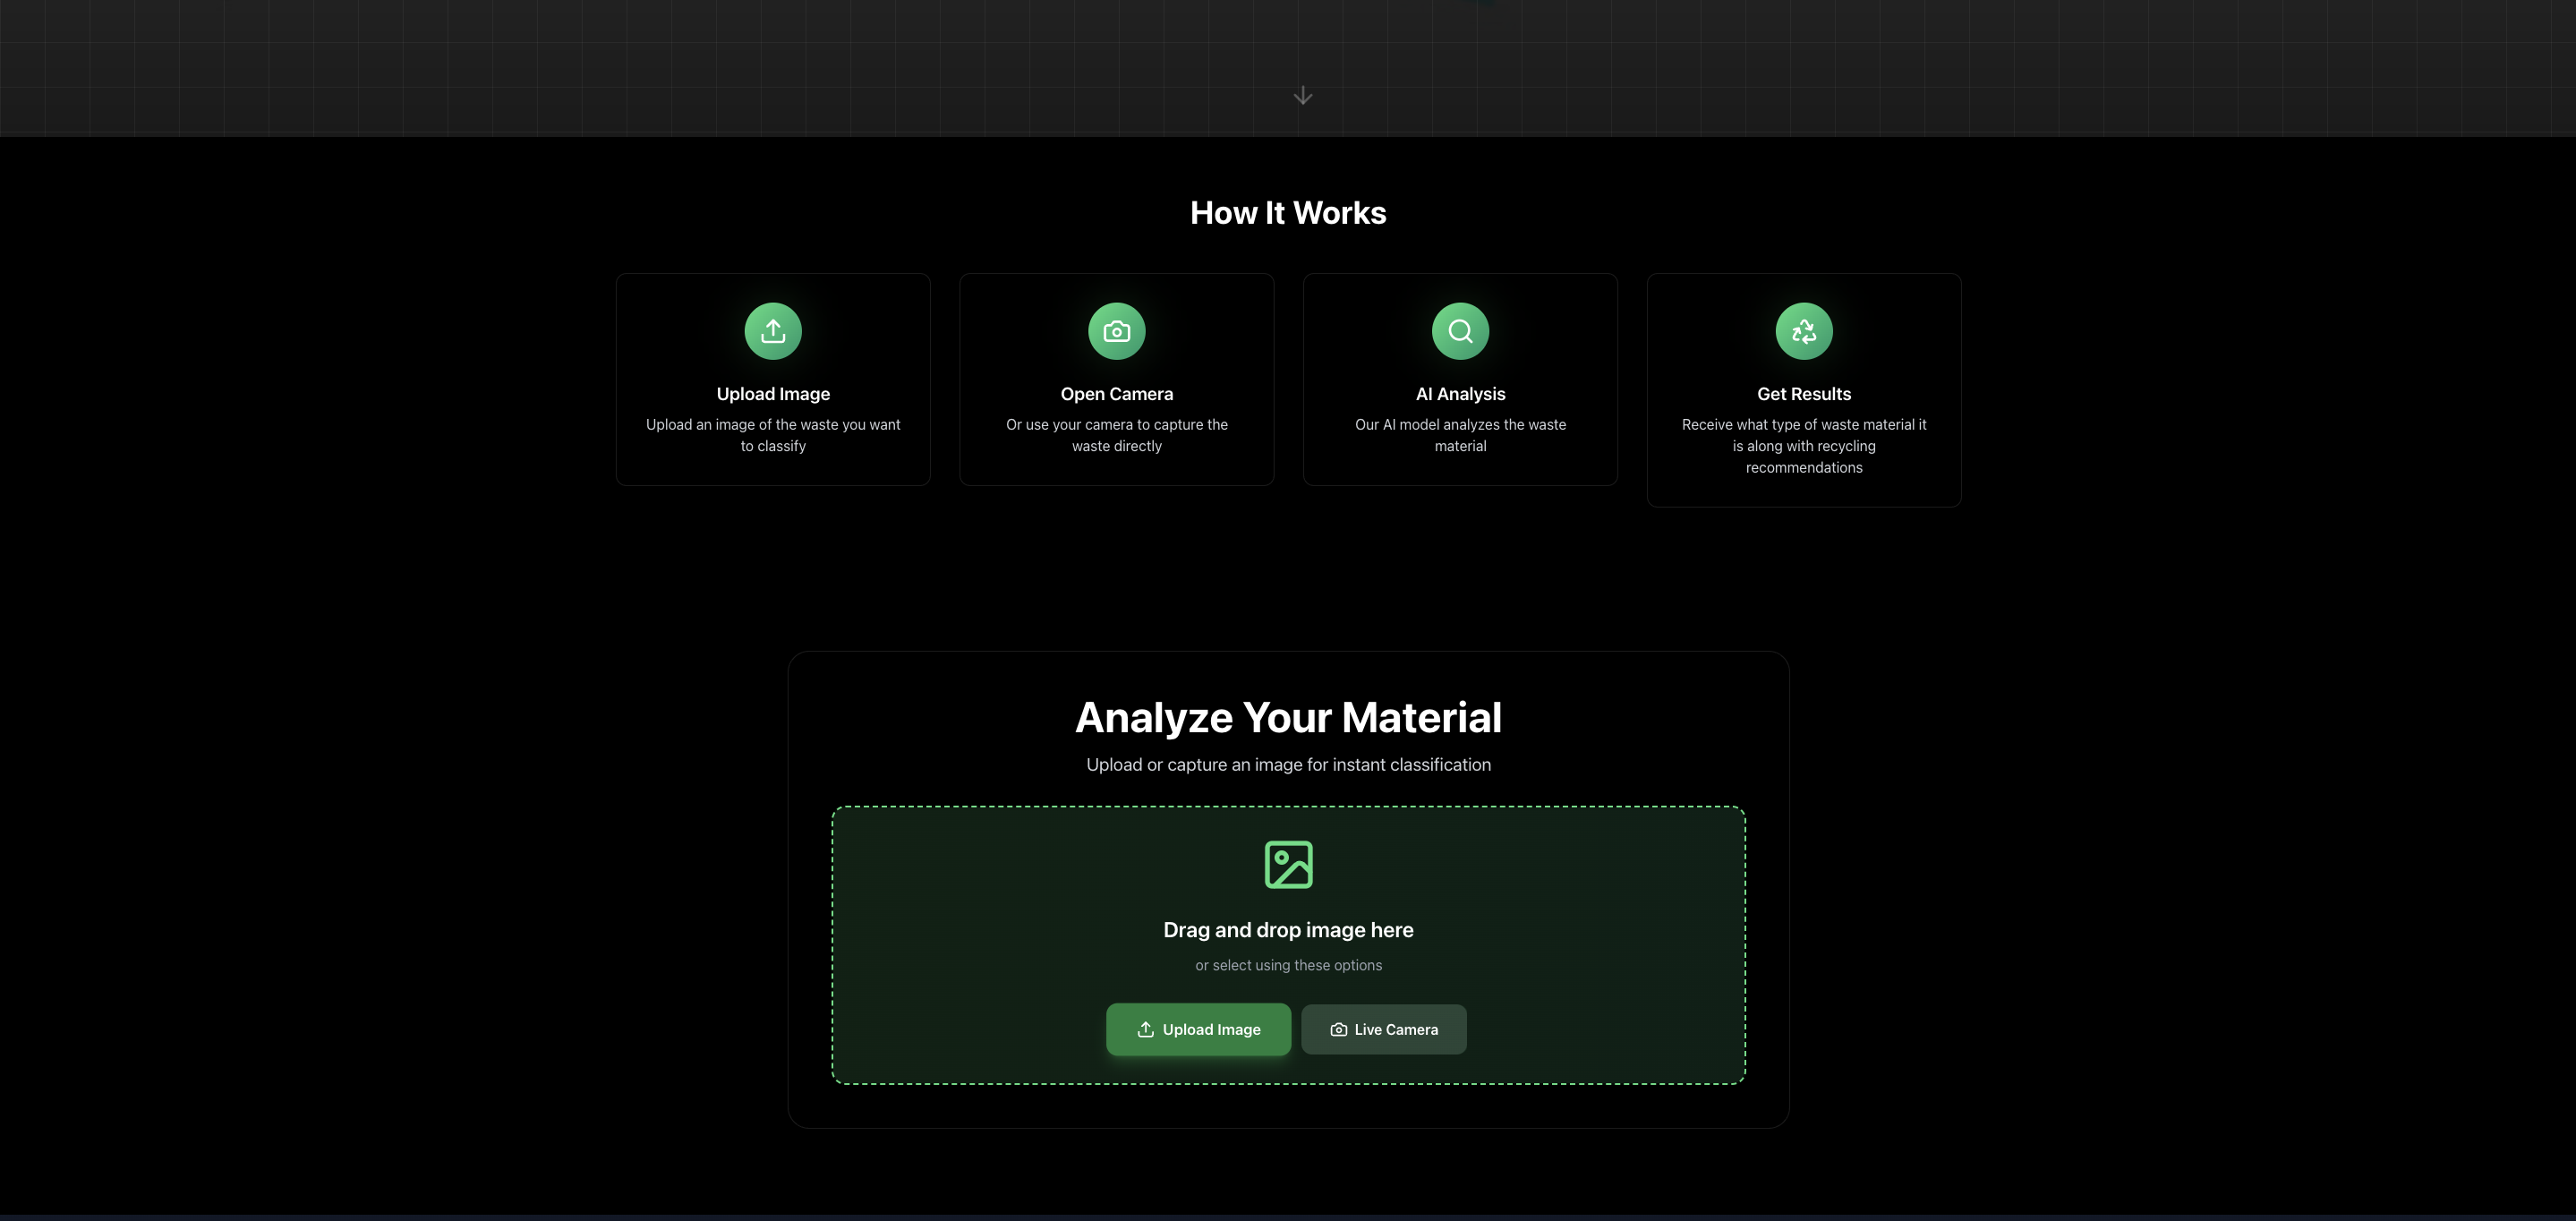 How It Works
Upload Image
Upload an image of the waste you want
to classify
Open Camera
Or use your camera to capture the
waste directly
AI Analysis
Our AI model analyzes the waste
material
Get Results
Receive what type of waste material it
is along with recycling
recommendations
Analyze Your Material
Upload or capture an image for instant classification
Drag and drop image here
or select using these options
Upload Image
Live Camera